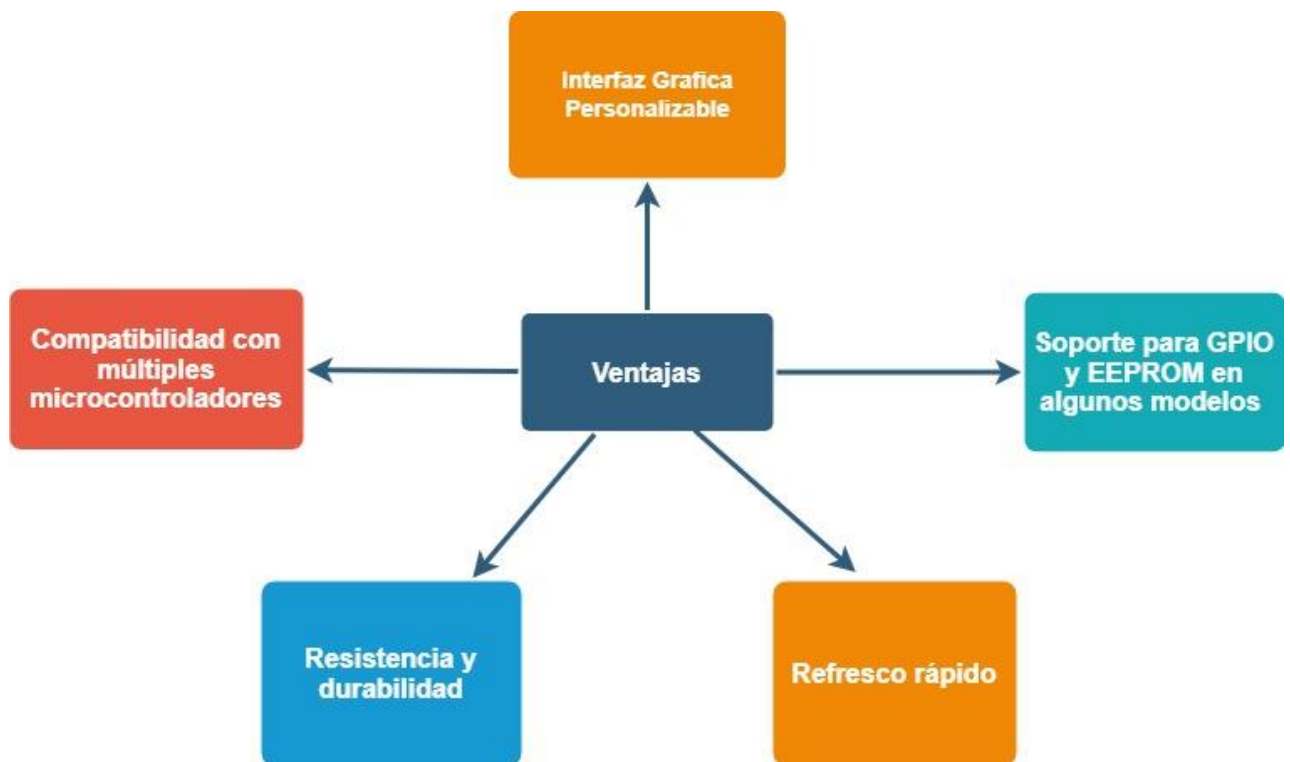 Interfaz Grafica
Personalizable
Compatibilidad con
múltiples
microcontroladores
Ventajas
Soporte para GPIO
y EEPROM en
algunos modelos
Resistencia y
durabilidad
Refresco rápido